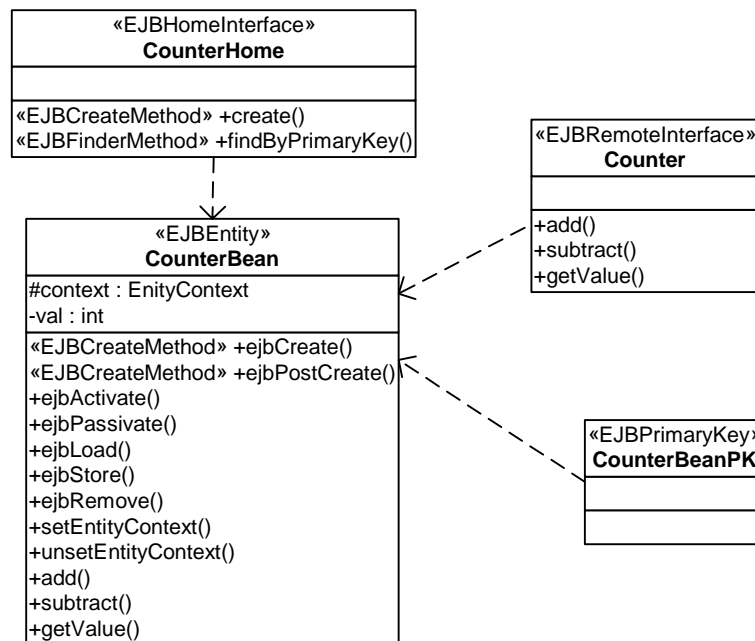 «EJBHomeInterface»
CounterHome
«EJBCreateMethod» +create()
«EJBFinderMethod» +findByPrimaryKey()
«EJBRemoteInterface»
Counter
+add()
+subtract()
+getValue()
«EJBEntity»
CounterBean
#context : EnityContext
-val : int
«EJBCreateMethod» +ejbCreate()
«EJBCreateMethod» +ejbPostCreate()
+ejbActivate()
+ejbPassivate()
+ejbLoad()
+ejbStore()
+ejbRemove()
+setEntityContext()
+unsetEntityContext()
+add()
+subtract()
+getValue()
«EJBPrimaryKey»
CounterBeanPK